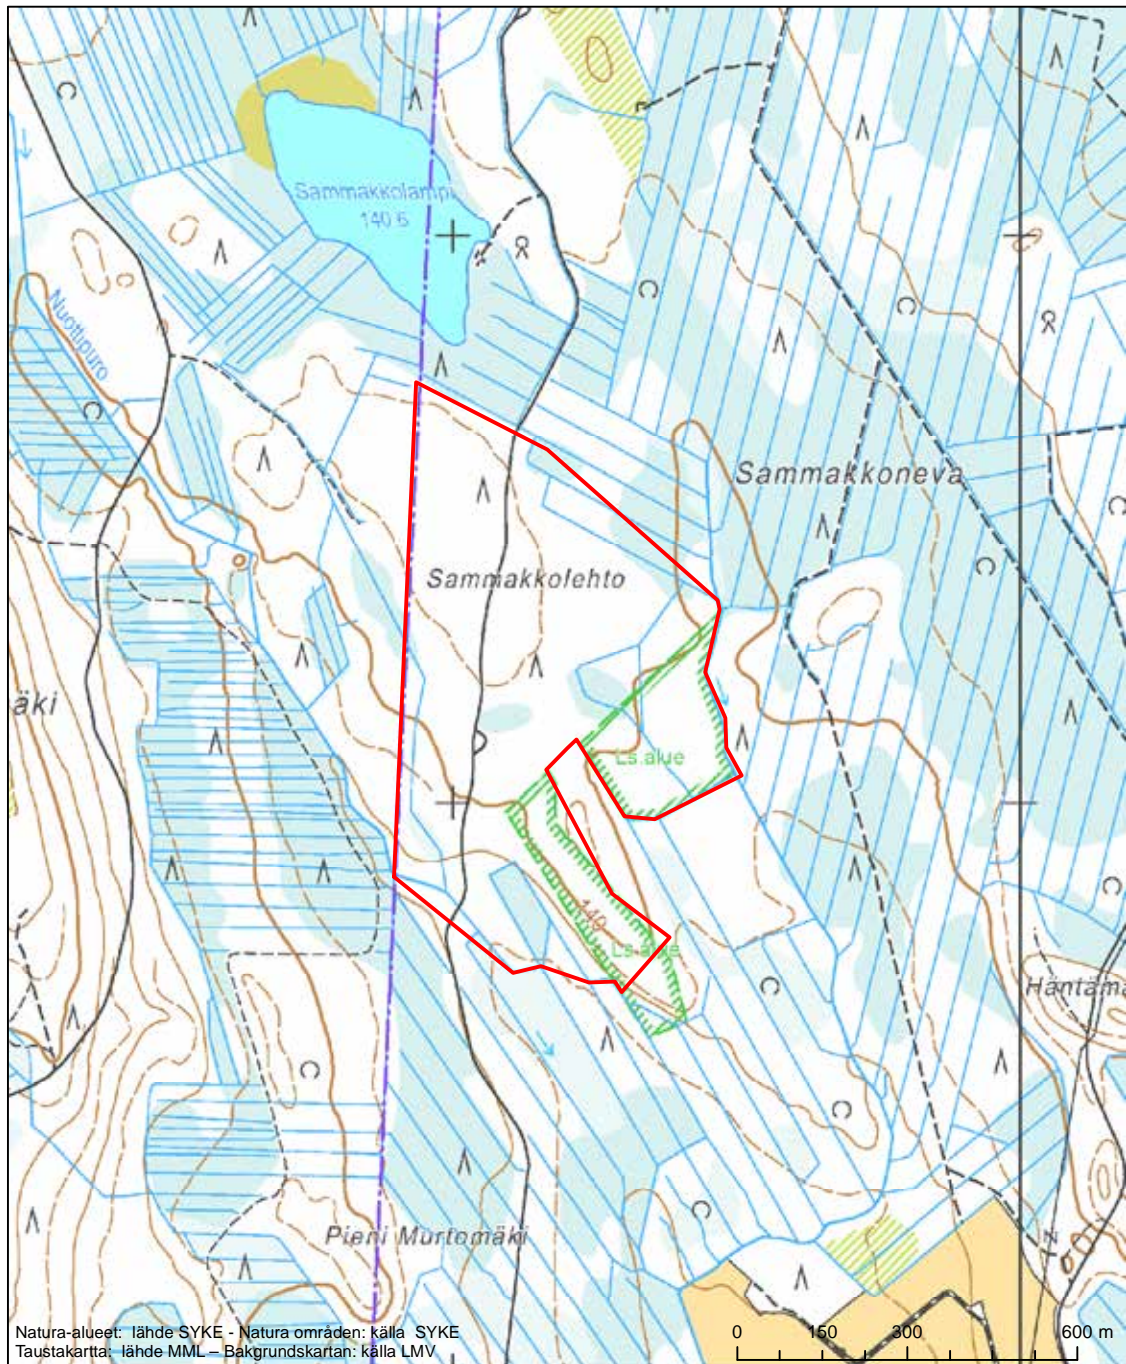 Sammakkolampi
140.6
Nuottipuro
Sammakkoneva
Sammakkolehto
äki
Ls.alue
140
Ls.alue
Häntämä
Pieni Murtomäki
Natura-alueet: lähde SYKE - Natura områden: källa SYKE
Taustakartta: lähde MML – Bakgrundskartan: källa LMV
0 150 300 600 m